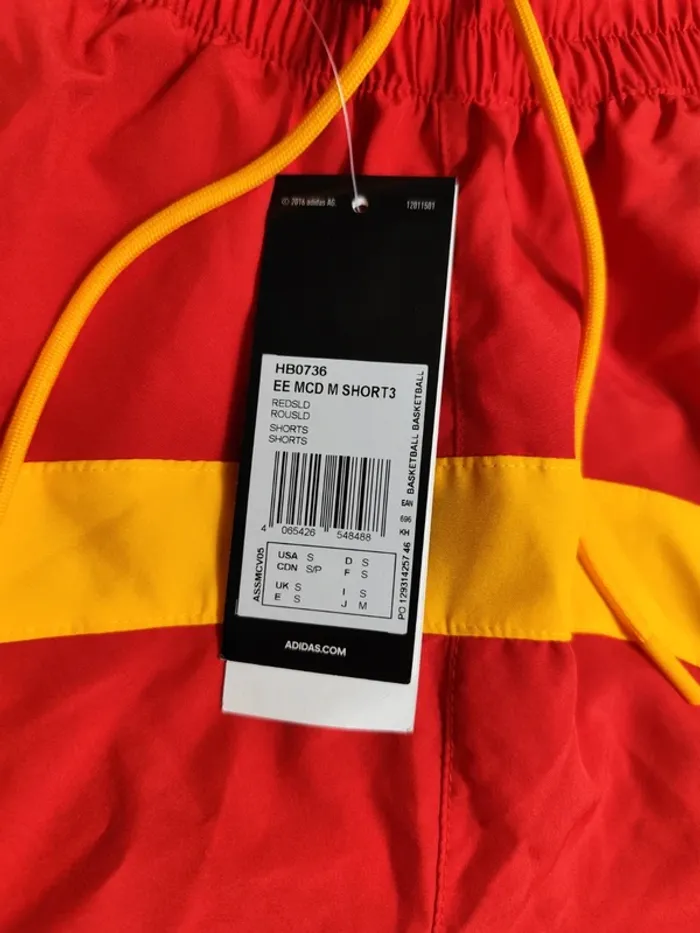 © 2016 adidas AG. 12011501
HB0736
EE MCD M SHORT3
REDSLD
ROUSLD
SHORTS
SHORTS
4 065426 548488
USA S D S
CDN S/P F S
UK S I S
E S J M
ASSMCV05
BASKETBALL BASKETBALL
EAN 696 KH
PO 129314257 46
ADIDAS.COM